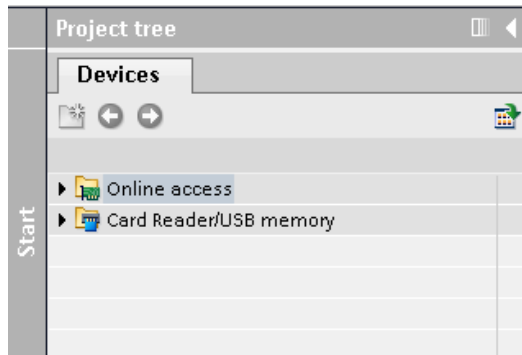 Project tree
Devices
Online access
Card Reader/USB memory
Start